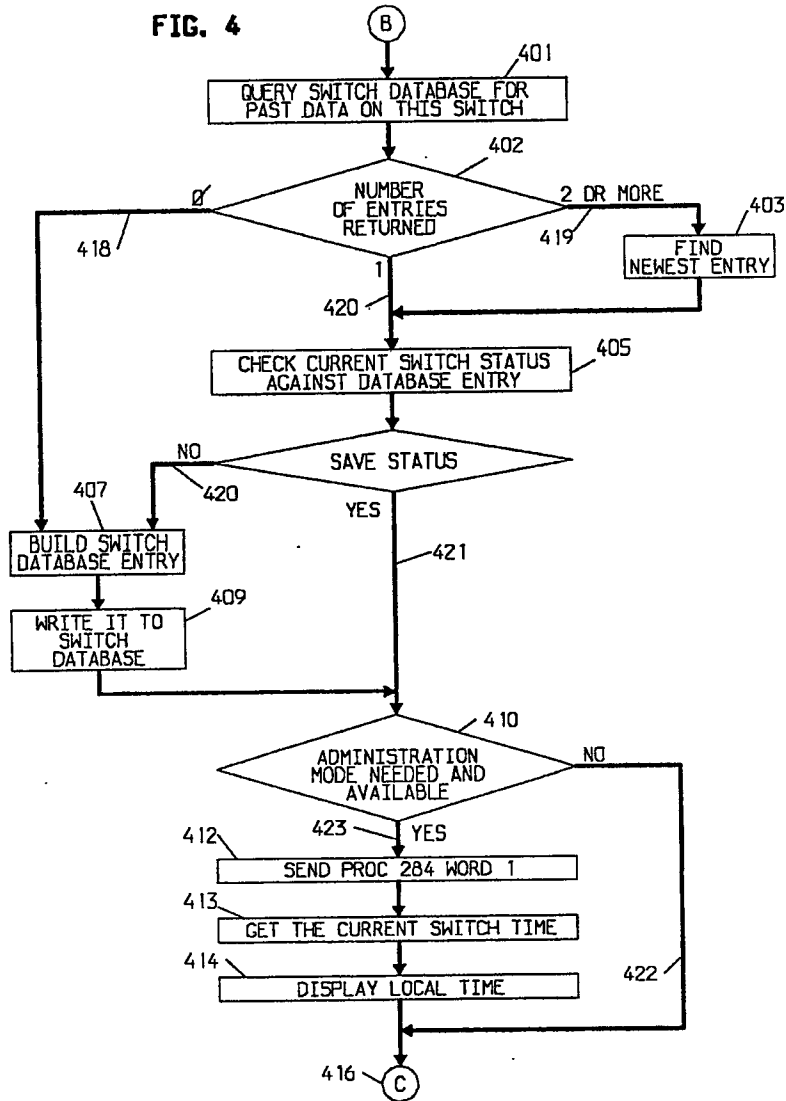 FIG. 4
B
401
QUERY SWITCH DATABASE FOR
PAST DATA ON THIS SWITCH
402
NUMBER
OF ENTRIES
RETURNED
0
418
2 OR MORE
419
403
FIND
NEWEST ENTRY
1
420
CHECK CURRENT SWITCH STATUS
AGAINST DATABASE ENTRY
405
SAVE STATUS
NO
420
YES
421
407
BUILD SWITCH
DATABASE ENTRY
409
WRITE IT TO
SWITCH
DATABASE
410
ADMINISTRATION
MODE NEEDED AND
AVAILABLE
NO
423
YES
412
SEND PROC 284 WORD 1
413
GET THE CURRENT SWITCH TIME
414
DISPLAY LOCAL TIME
422
416
C